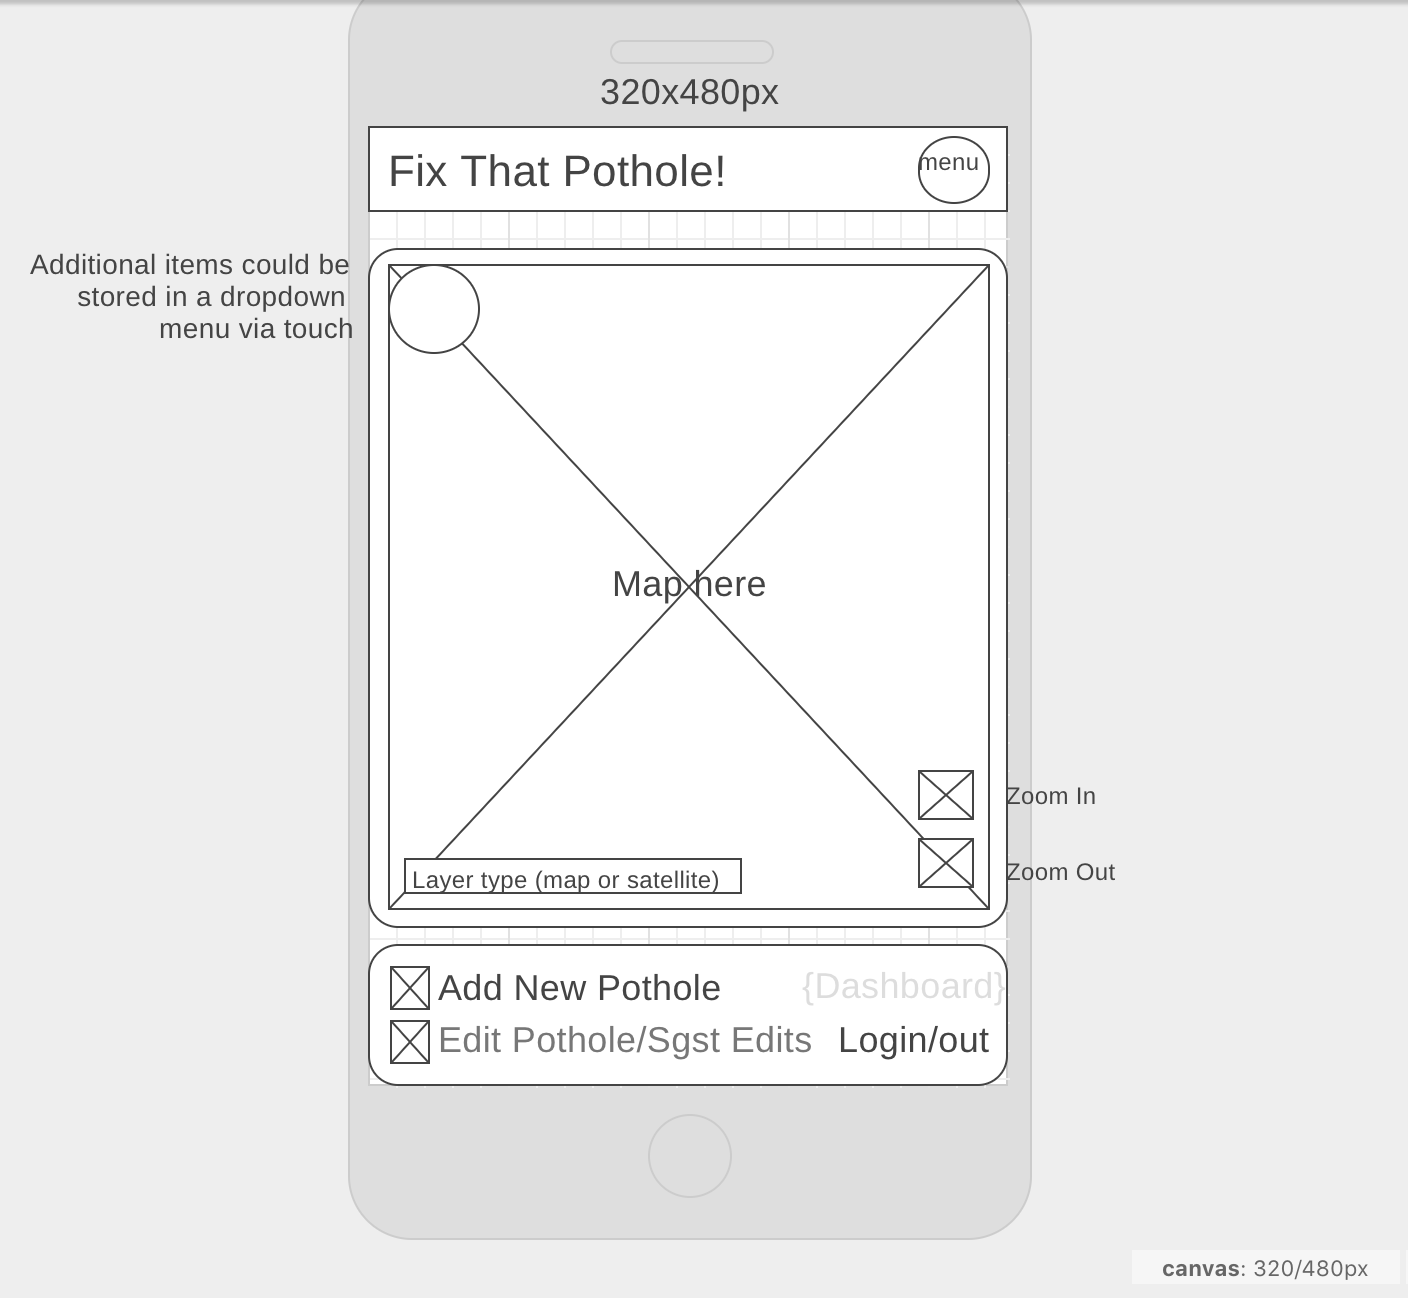 320x480px
Fix That Pothole!
menu
Additional items could be
stored in a dropdown
menu via touch
Map here
Zoom In
Zoom Out
Layer type (map or satellite)
Add New Pothole
{Dashboard}
Edit Pothole/Sgst Edits
Login/out
canvas: 320/480px